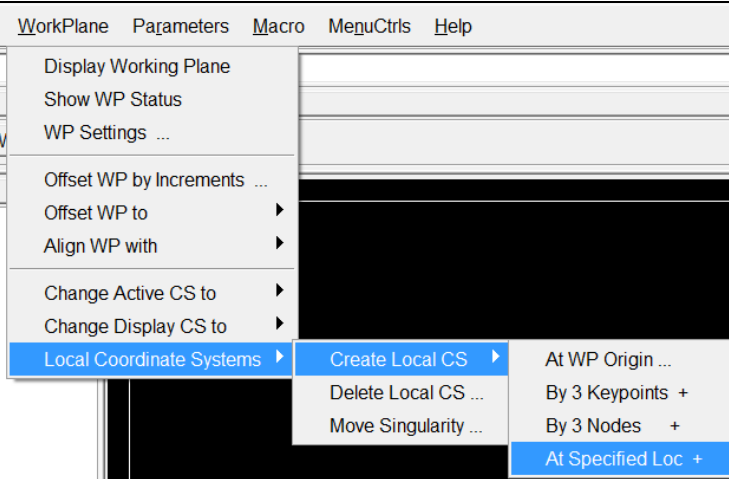 WorkPlane Parameters Macro MenuCtrls Help
Display Working Plane
Show WP Status
WP Settings ...
Offset WP by Increments ...
Offset WP to
Align WP with
Change Active CS to
Change Display CS to
Local Coordinate Systems
Create Local CS
Delete Local CS ...
Move Singularity ...
At WP Origin ...
By 3 Keypoints +
By 3 Nodes +
At Specified Loc +